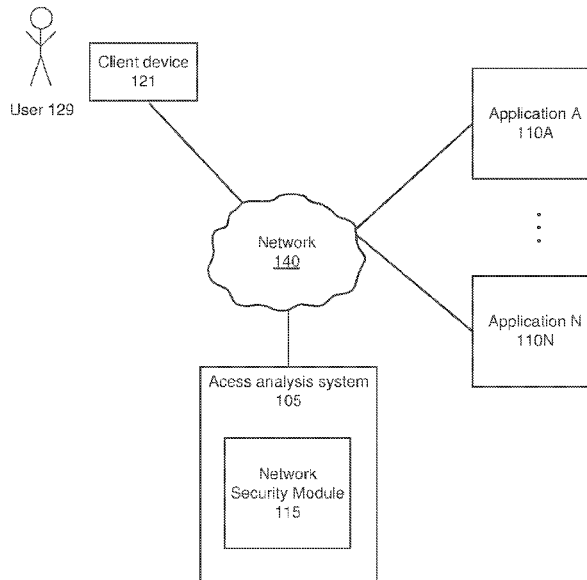 Client device
121
User 129
Application A
110A
Application N
110N
Network
140
Acess analysis system
105
Network
Security Module
115